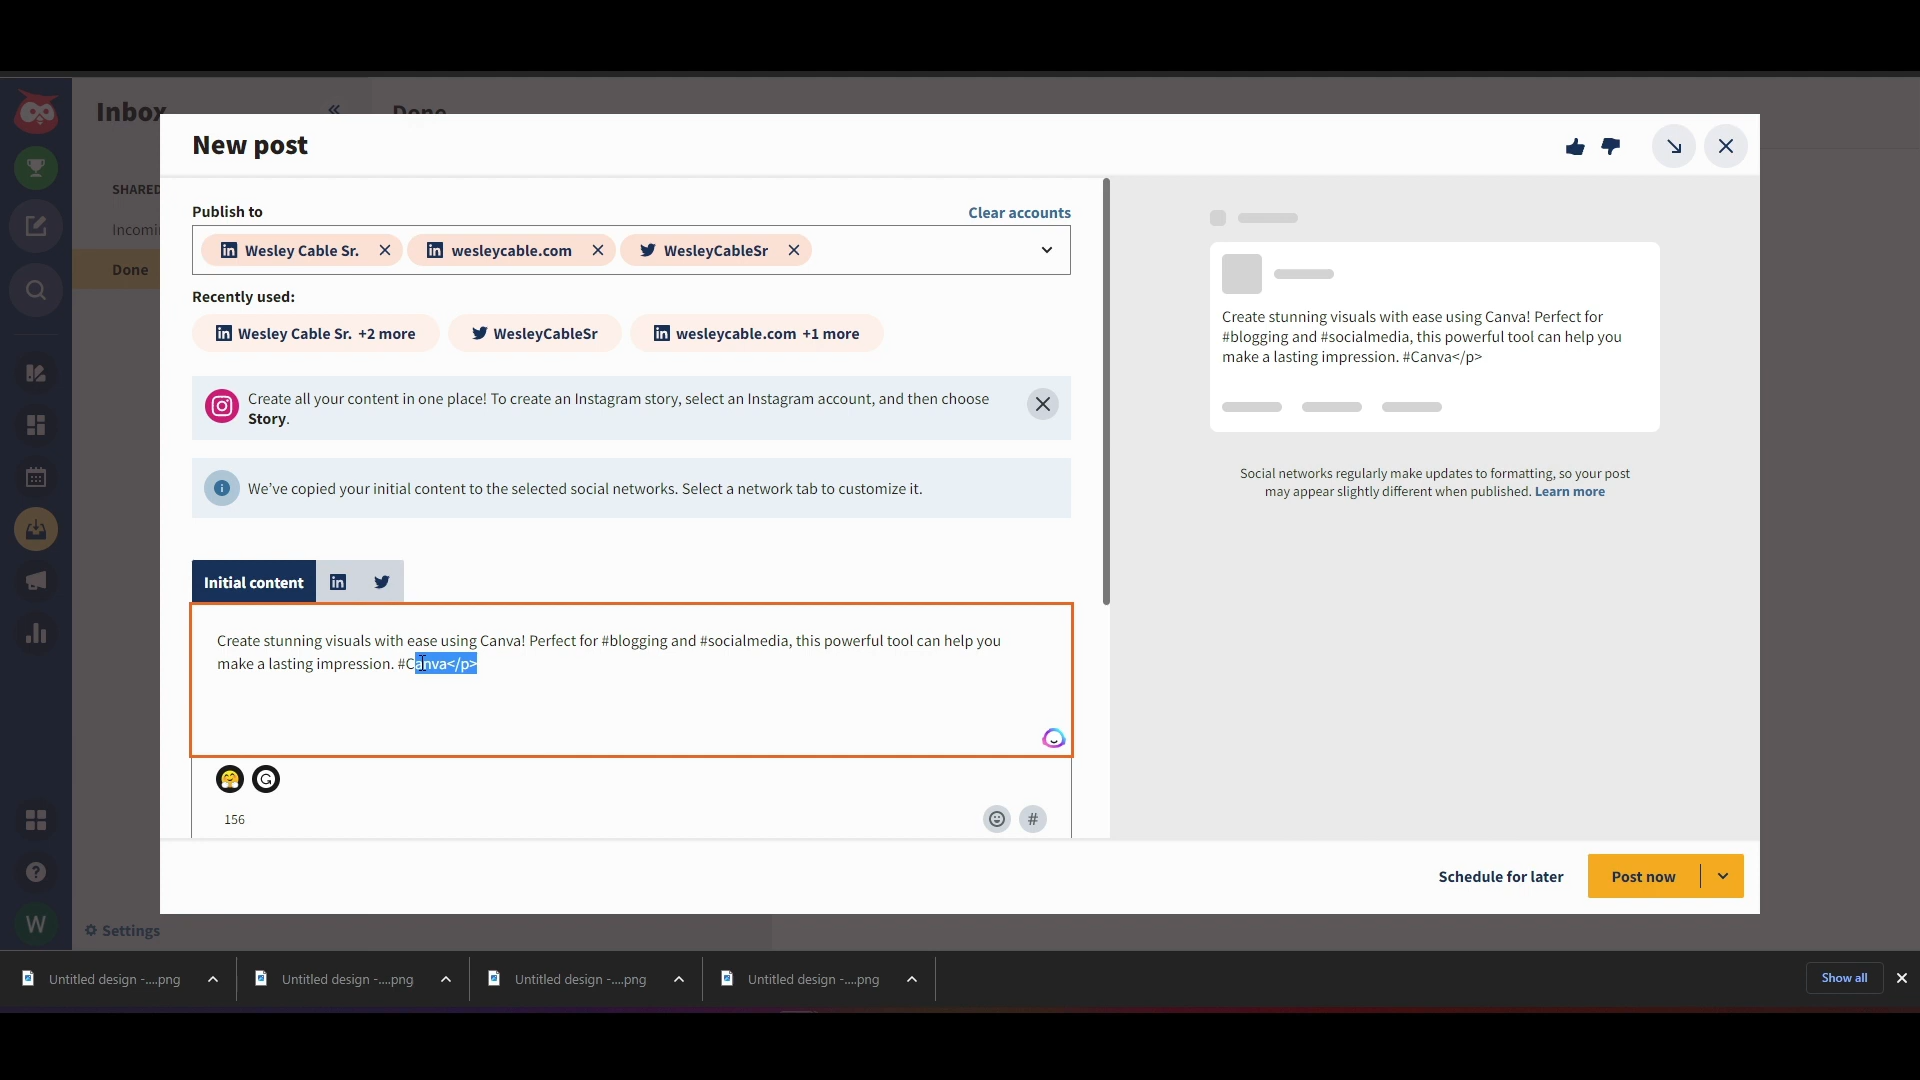 Inbox
Done
SHARED
Incomi
Done
Settings
W
New post
Publish to
Clear accounts
Wesley Cable Sr.
wesleycable.com
WesleyCableSr
Recently used:
Wesley Cable Sr. +2 more
WesleyCableSr
wesleycable.com +1 more
Create all your content in one place! To create an Instagram story, select an Instagram account, and then choose
Story.
We've copied your initial content to the selected social networks. Select a network tab to customize it.
Initial content
Create stunning visuals with ease using Canva! Perfect for #blogging and #socialmedia, this powerful tool can help you
make a lasting impression. #Canva</p>
156
#
Create stunning visuals with ease using Canva! Perfect for
#blogging and #socialmedia, this powerful tool can help you
make a lasting impression. #Canva</p>
Social networks regularly make updates to formatting, so your post
may appear slightly different when published. Learn more
Schedule for later
Post now
Untitled design -....png
Untitled design -....png
Untitled design -....png
Untitled design -....png
Show all